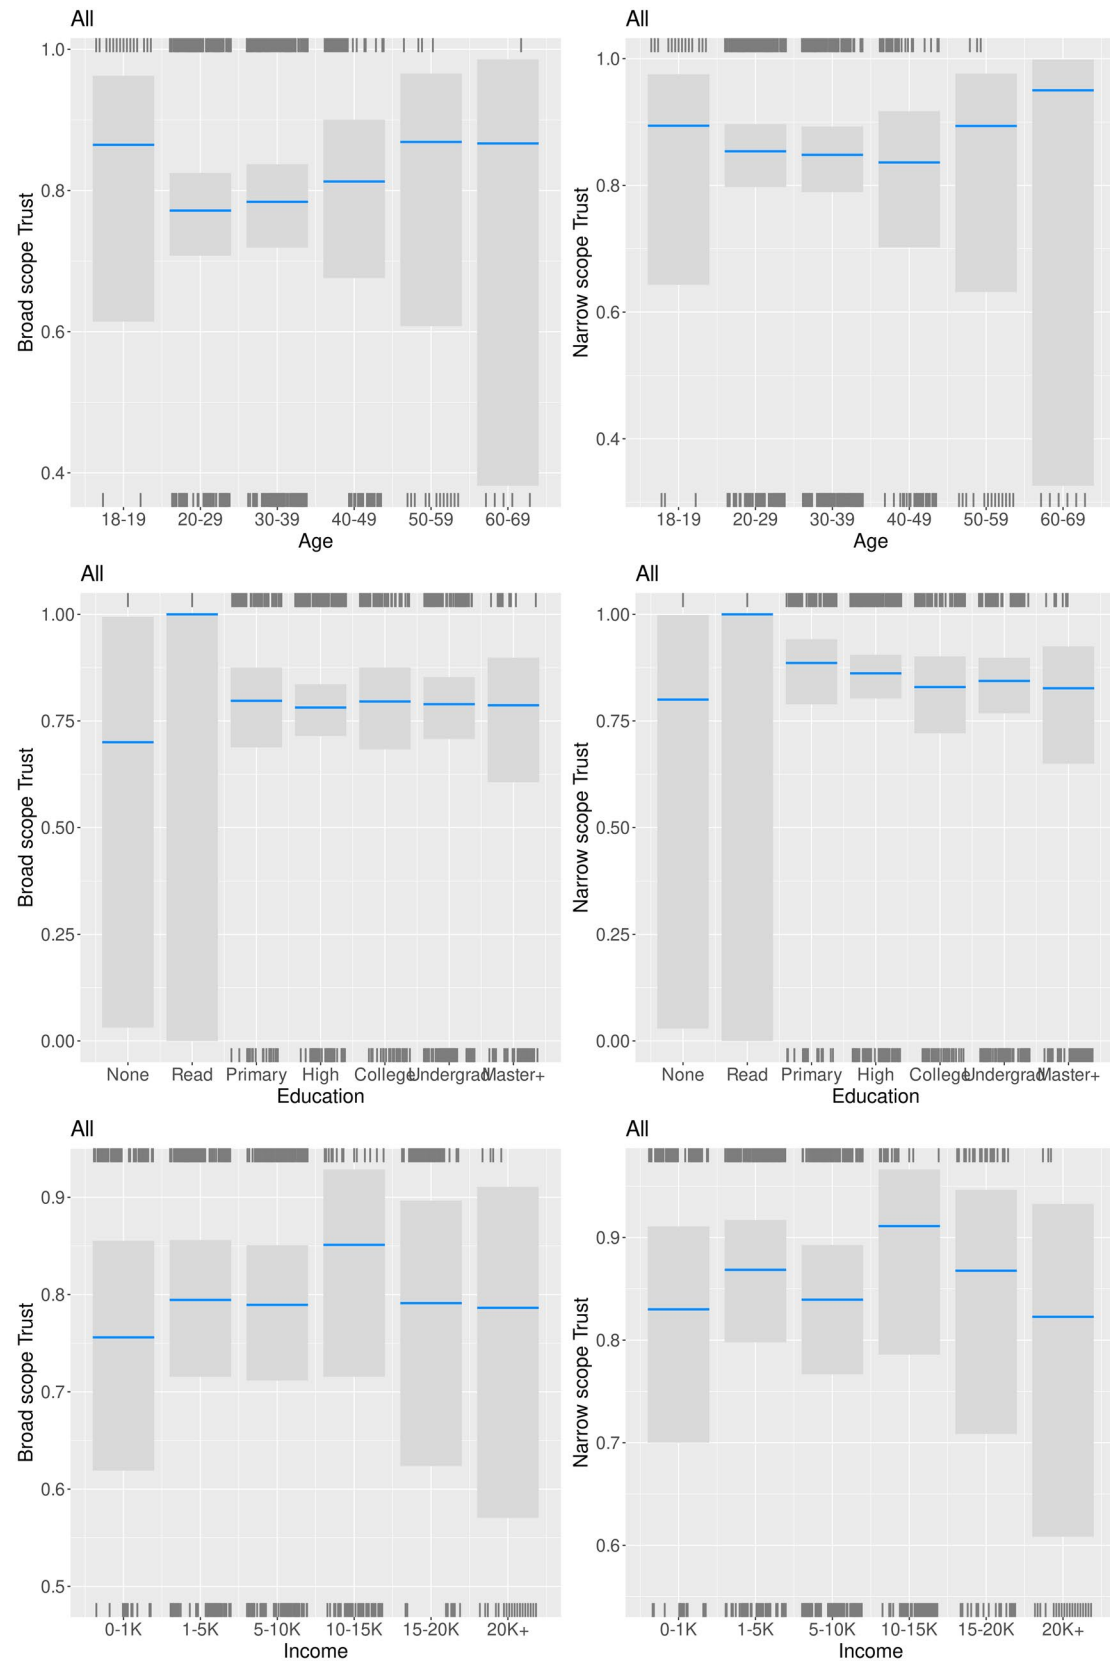 All
Broad scope Trust
1.0
0.8
0.6
0.4
18-19 20-29 30-39 40-49 50-59 60-69
Age
All
Narrow scope Trust
1.0
0.8
0.6
0.4
18-19 20-29 30-39 40-49 50-59 60-69
Age
All
Broad scope Trust
1.00
0.75
0.50
0.25
0.00
None Read Primary High College Undergrad Master+
Education
All
Narrow scope Trust
1.00
0.75
0.50
0.25
0.00
None Read Primary High College Undergrad Master+
Education
All
Broad scope Trust
0.9
0.8
0.7
0.6
0.5
0-1K 1-5K 5-10K 10-15K 15-20K 20K+
Income
All
Narrow scope Trust
0.9
0.8
0.7
0.6
0-1K 1-5K 5-10K 10-15K 15-20K 20K+
Income